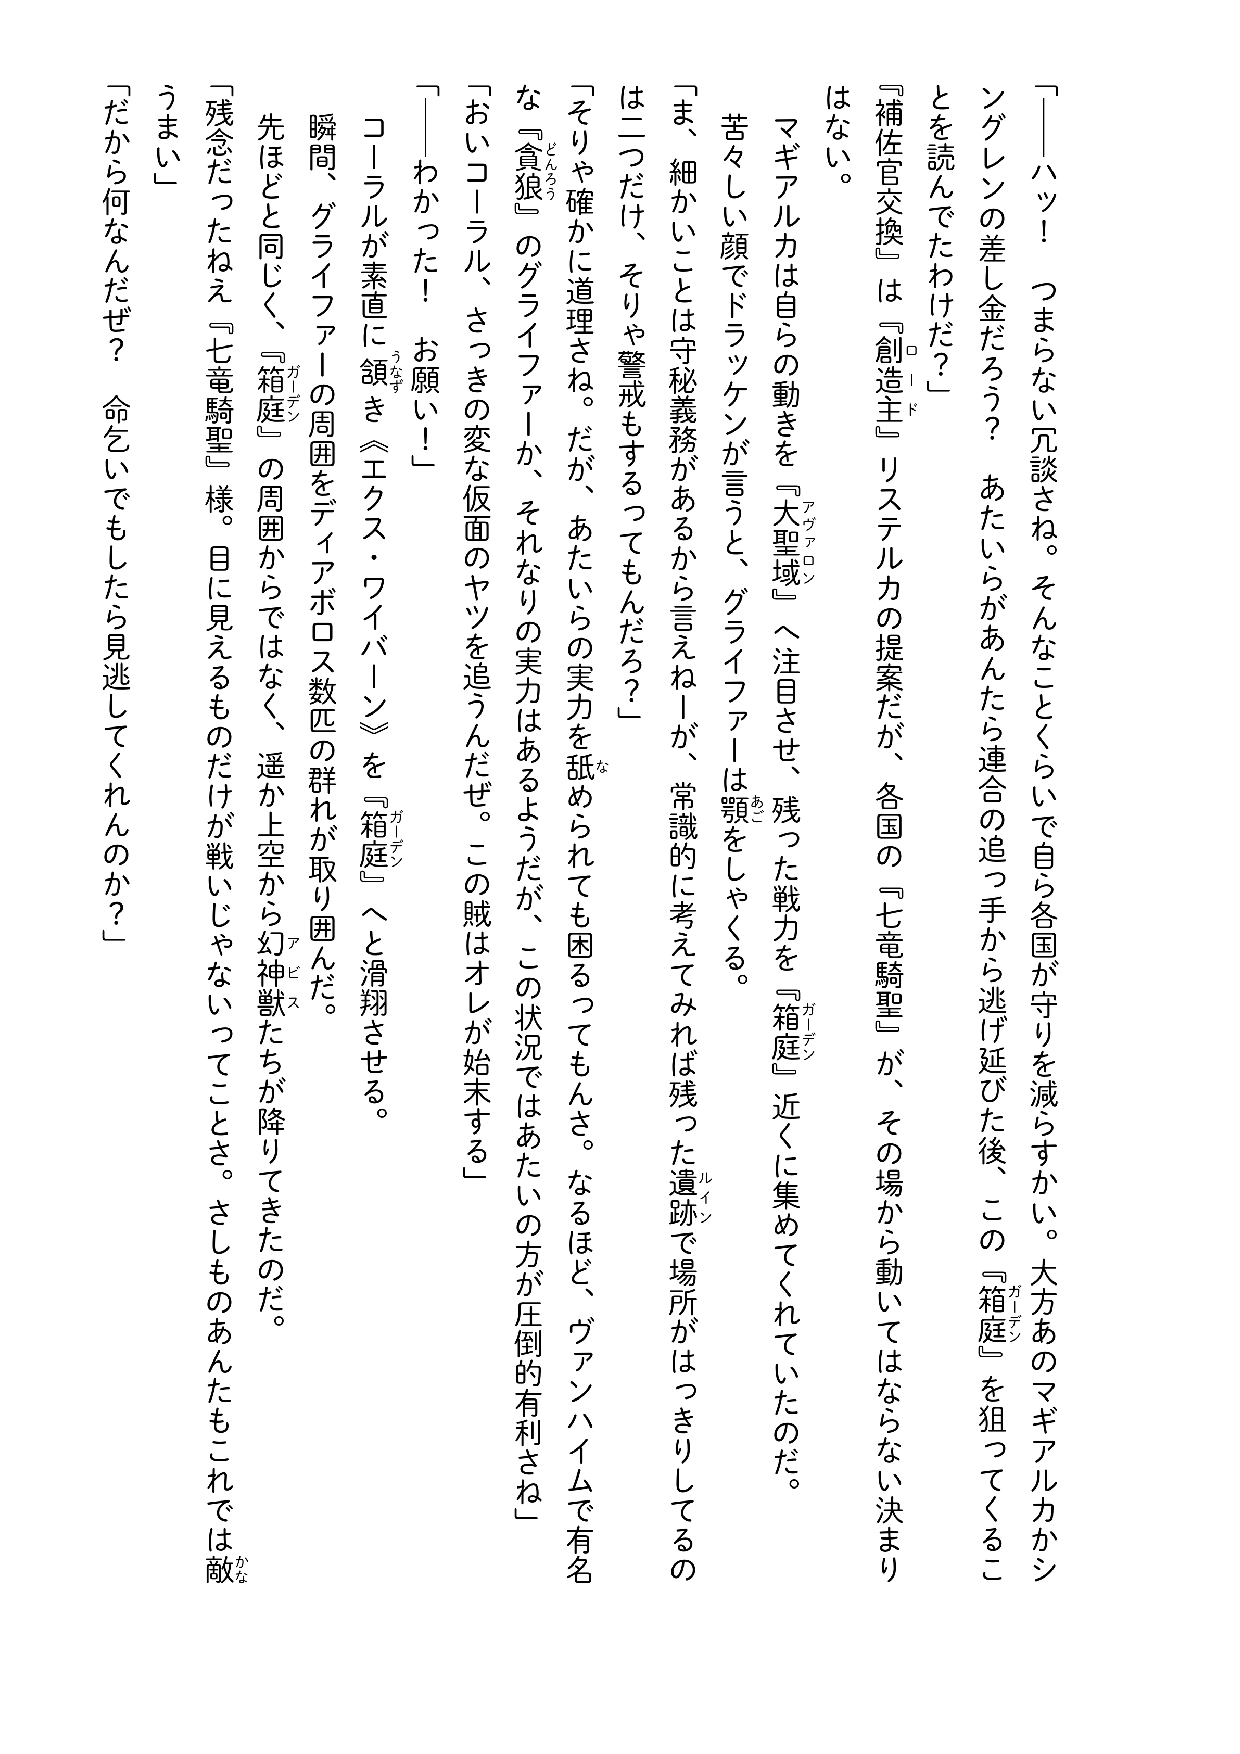 「――ハッ！　つまらない冗談さね。そんなことくらいで自ら各国が守りを減らすかい。大方あのマギアルカかシ
ングレンの差し金だろう？　あたいらがあんたら連合の追っ手から逃げ延びた後、この『箱庭』を狙ってくるこ
とを読んでたわけだ？」
『補佐官交換』は『創造主』リステルカの提案だが、各国の『七竜騎聖』が、その場から動いてはならない決まり
はない。
　マギアルカは自らの動きを『大聖域』へ注目させ、残った戦力を『箱庭』近くに集めてくれていたのだ。
　苦々しい顔でドラッケンが言うと、グライファーは顎をしゃくる。
「ま、細かいことは守秘義務があるから言えねーが、常識的に考えてみれば残った遺跡で場所がはっきりしてるの
は二つだけ、そりゃ警戒もするってもんだろ？」
「そりゃ確かに道理さね。だが、あたいらの実力を舐められても困るってもんさ。なるほど、ヴァンハイムで有名
な『貪狼』のグライファーか、それなりの実力はあるようだが、この状況ではあたいの方が圧倒的有利さね」
「おいコーラル、さっきの変な仮面のヤツを追うんだぜ。この賊はオレが始末する」
「――わかった！　お願い！」
　コーラルが素直に頷き《エクス・ワイバーン》を『箱庭』へと滑翔させる。
　瞬間、グライファーの周囲をディアボロス数匹の群れが取り囲んだ。
　先ほどと同じく、『箱庭』の周囲からではなく、遥か上空から幻神獣たちが降りてきたのだ。
「残念だったねえ『七竜騎聖』様。目に見えるものだけが戦いじゃないってことさ。さしものあんたもこれでは敵
うまい」
「だから何なんだぜ？　命乞いでもしたら見逃してくれんのか？」